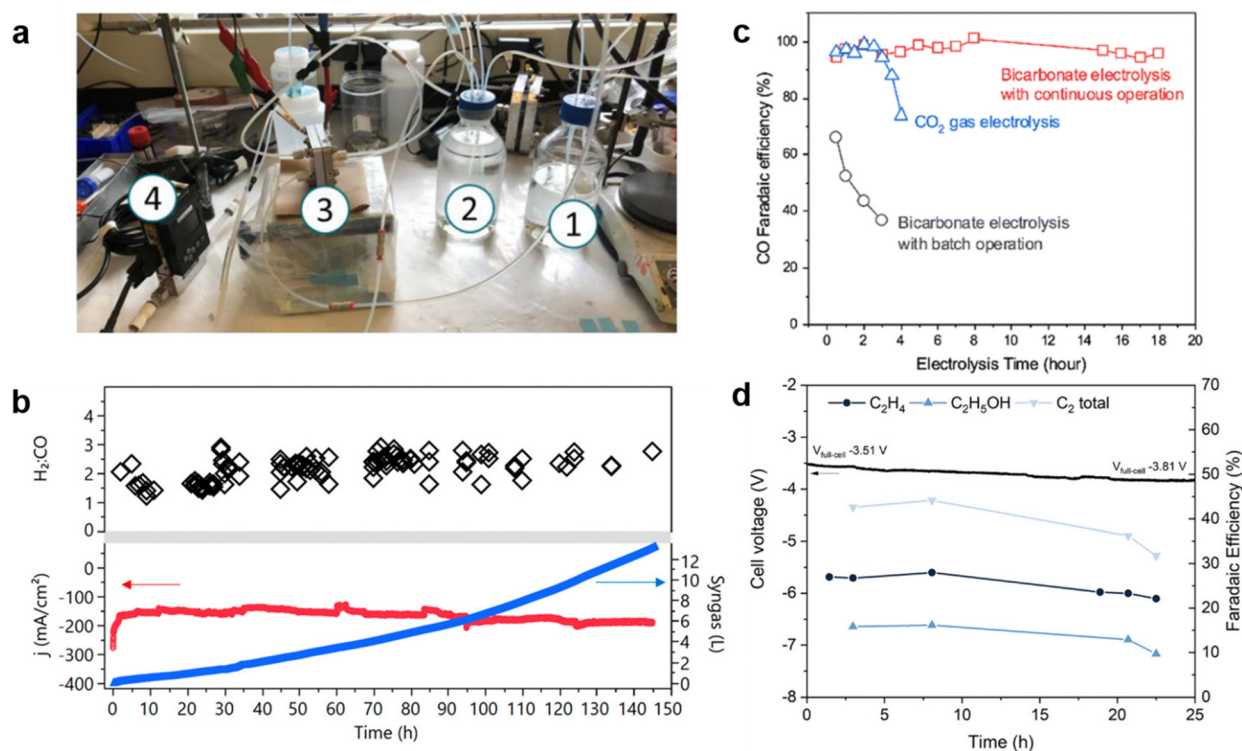 a
4
3
2
1
b
H₂:CO
4
3
2
1
0
j (mA/cm²)
0
-100
-150
-200
-300
-400
Syngas (L)
12
10
7
6
4
2
0
0 10 20 30 40 50 60 70 80 90 100 110 120 130 140 150
Time (h)
c
CO Faradaic efficiency (%)
100
80
60
40
20
0
Bicarbonate electrolysis
with continuous operation
CO₂ gas electrolysis
Bicarbonate electrolysis
with batch operation
0 2 4 6 8 10 12 14 16 18 20
Electrolysis Time (hour)
d
C₂H₄ C₂H₅OH C₂ total
Vfull-cell -3.51 V
Vfull-cell -3.81 V
Cell voltage (V)
-2
-3
-4
-5
-6
-7
-8
Faradaic Efficiency (%)
70
60
50
40
30
20
10
0
0 5 10 15 20 25
Time (h)